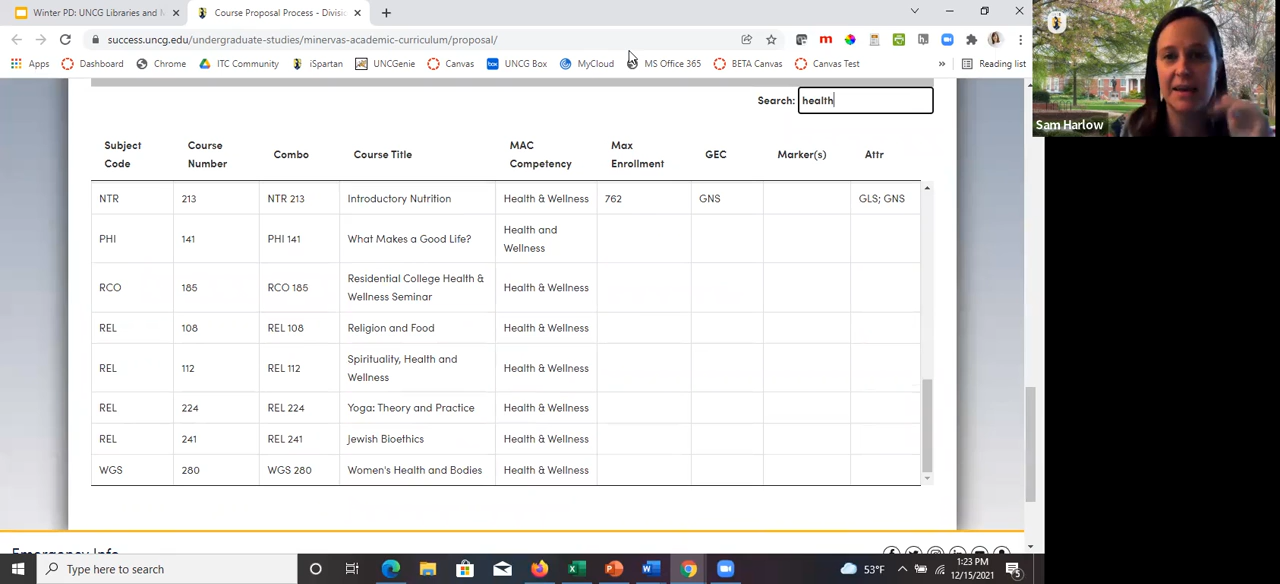 Winter PD: UNCG Libraries and M
Course Proposal Process - Divisi
success.uncg.edu/undergraduate-studies/minervas-academic-curriculum/proposal/
Apps Dashboard Chrome ITC Community iSpartan UNCGenie Canvas UNCG Box MyCloud MS Office 365 BETA Canvas Canvas Test » Reading list
Sam Harlow
Search: health
Subject Code Course Number Combo Course Title MAC Competency Max Enrollment GEC Marker(s) Attr
NTR 213 NTR 213 Introductory Nutrition Health & Wellness 762 GNS GLS; GNS
PHI 141 PHI 141 What Makes a Good Life? Health and Wellness
RCO 185 RCO 185 Residential College Health & Wellness Seminar Health & Wellness
REL 108 REL 108 Religion and Food Health & Wellness
REL 112 REL 112 Spirituality, Health and Wellness Health & Wellness
REL 224 REL 224 Yoga: Theory and Practice Health & Wellness
REL 241 REL 241 Jewish Bioethics Health & Wellness
WGS 280 WGS 280 Women's Health and Bodies Health & Wellness
Emergency Info
Type here to search
53°F
1:23 PM
12/15/2021
5